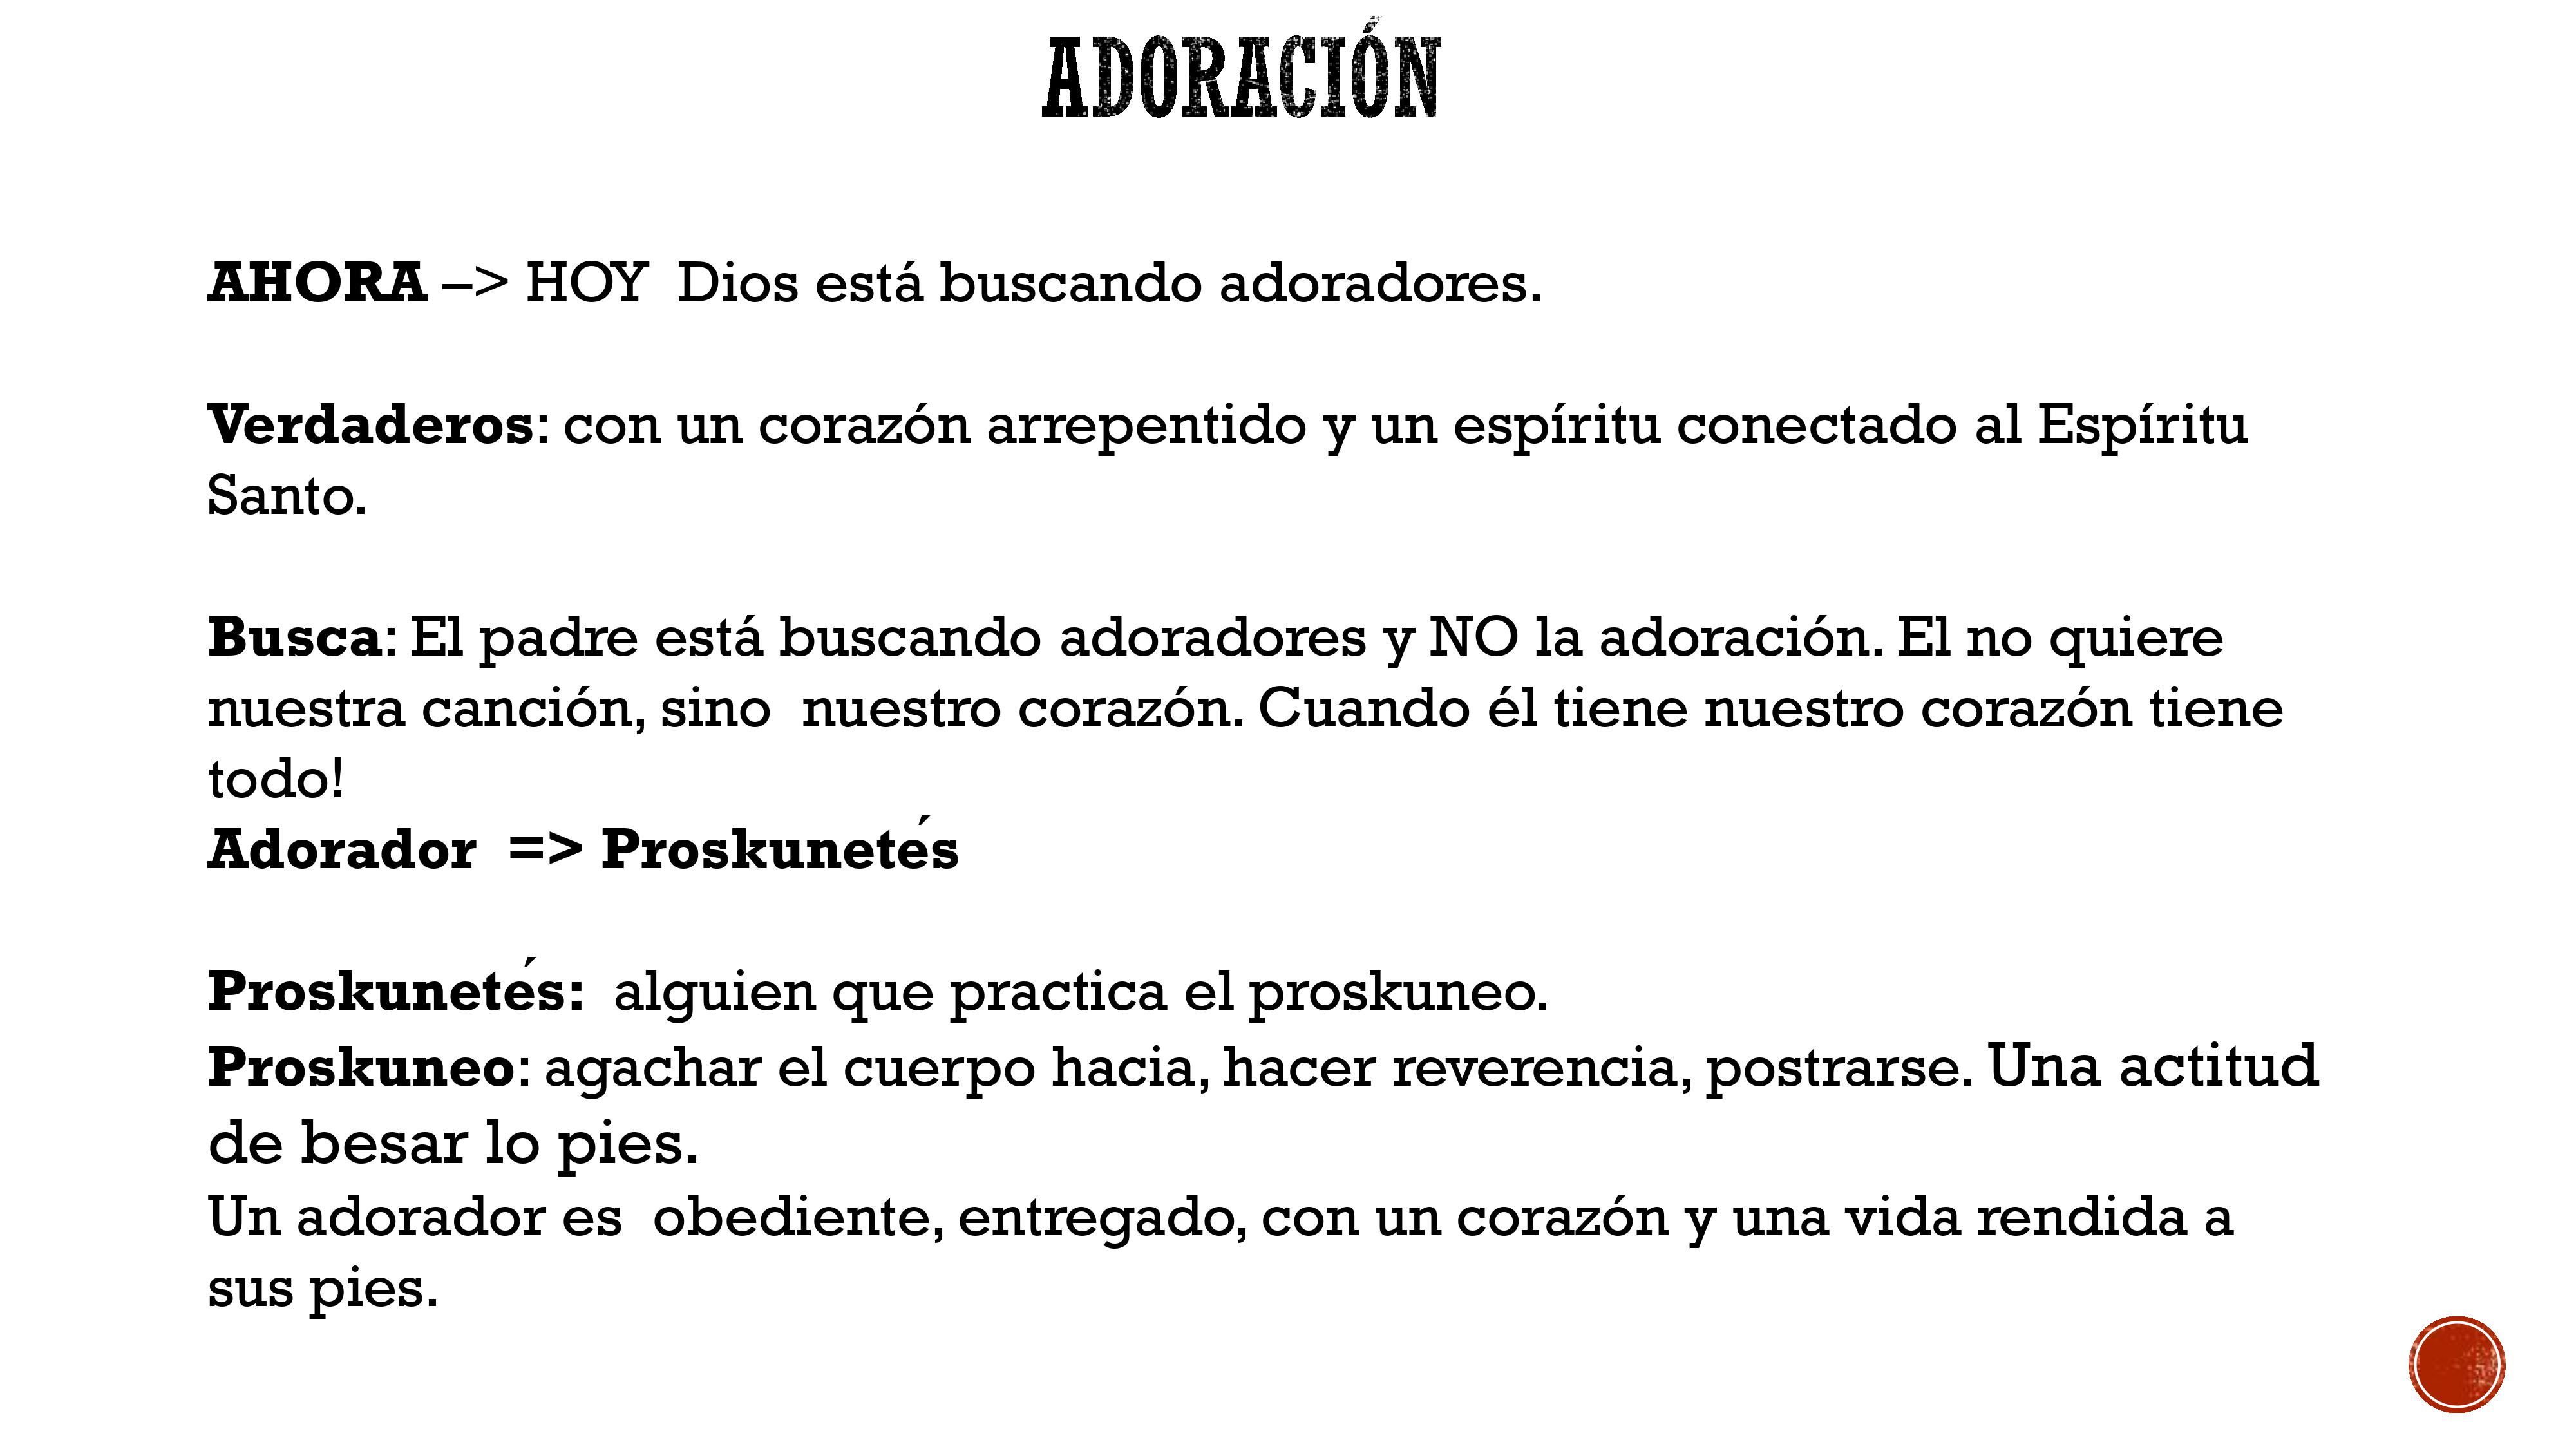 ADORACIÓN
AHORA –> HOY  Dios está buscando adoradores.
Verdaderos: con un corazón arrepentido y un espíritu conectado al Espíritu
Santo.
Busca: El padre está buscando adoradores y NO la adoración. El no quiere
nuestra canción, sino  nuestro corazón. Cuando él tiene nuestro corazón tiene
todo!
Adorador  => Proskunetés
Proskunetés:  alguien que practica el proskuneo.
Proskuneo: agachar el cuerpo hacia, hacer reverencia, postrarse. Una actitud
de besar lo pies.
Un adorador es  obediente, entregado, con un corazón y una vida rendida a
sus pies.